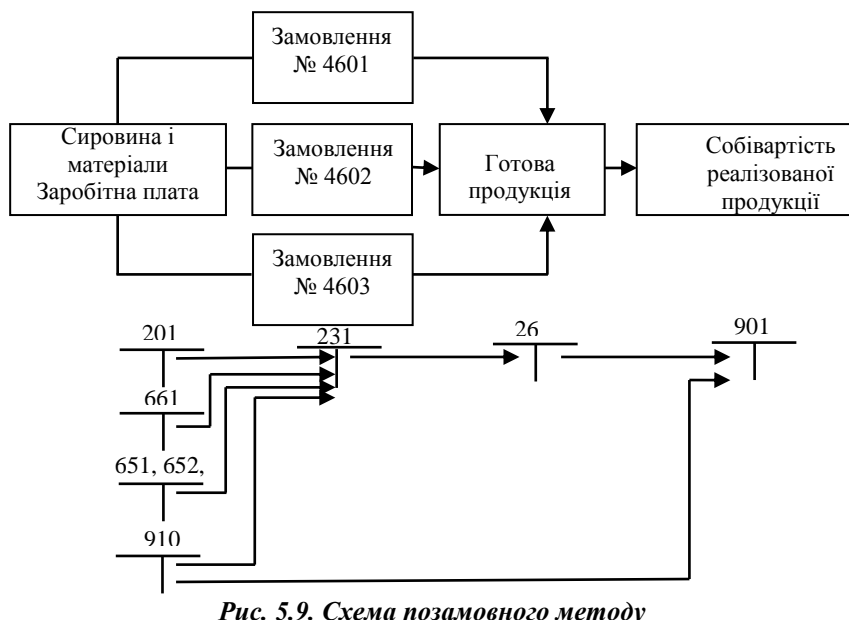 Замовлення
№ 4601
Сировина і
матеріали
Заробітна плата
Замовлення
№ 4602
Готова
продукція
Собівартість
реалізованої
продукції
Замовлення
№ 4603
201
231
26
901
661
651, 652,
910
Рис. 5.9. Схема позамовного методу